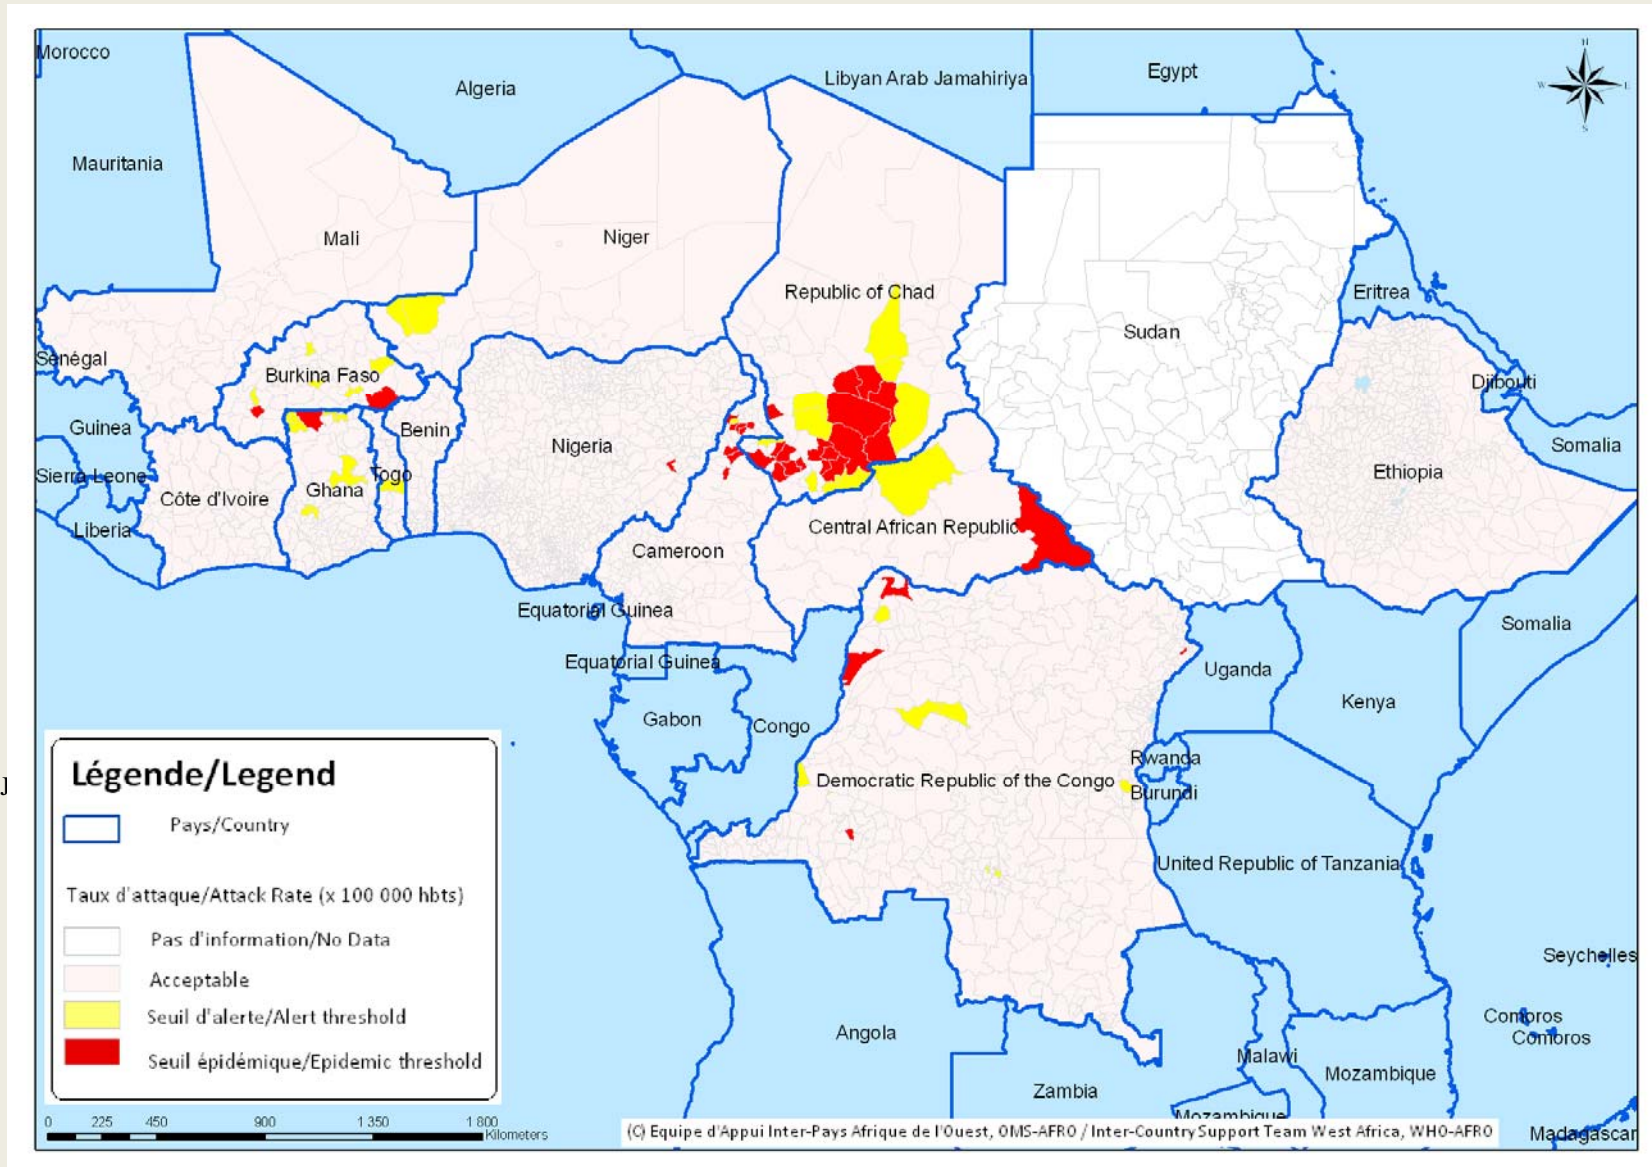 Morocco
Algeria
Libyan Arab Jamahiriya
Egypt
N
W
E
S
Mauritania
Mali
Niger
Republic of Chad
Eritrea
Sudan
Sénégal
Burkina Faso
Djibouti
Guinea
Benin
Nigeria
Somalia
Sierra Leone
Togo
Ethiopia
Côte d'Ivoire
Ghana
Liberia
Central African Republic
Cameroon
Equatorial Guinea
Somalia
Equatorial Guinea
Uganda
Kenya
Gabon
Congo
Rwanda
Democratic Republic of the Congo
Burundi
United Republic of Tanzania
Seychelles
Comoros
Comoros
Angola
Malawi
Mozambique
Zambia
Mozambique
Madagascar
J
Légende/Legend
Pays/Country
Taux d'attaque/Attack Rate (x 100 000 hbts)
Pas d'information/No Data
Acceptable
Seuil d'alerte/Alert threshold
Seuil épidémique/Epidemic threshold
0 225 450 900 1 350 1 800
Kilometers
(C) Equipe d'Appui Inter-Pays Afrique de l'Ouest, OMS-AFRO / Inter-Country Support Team West Africa, WHO-AFRO